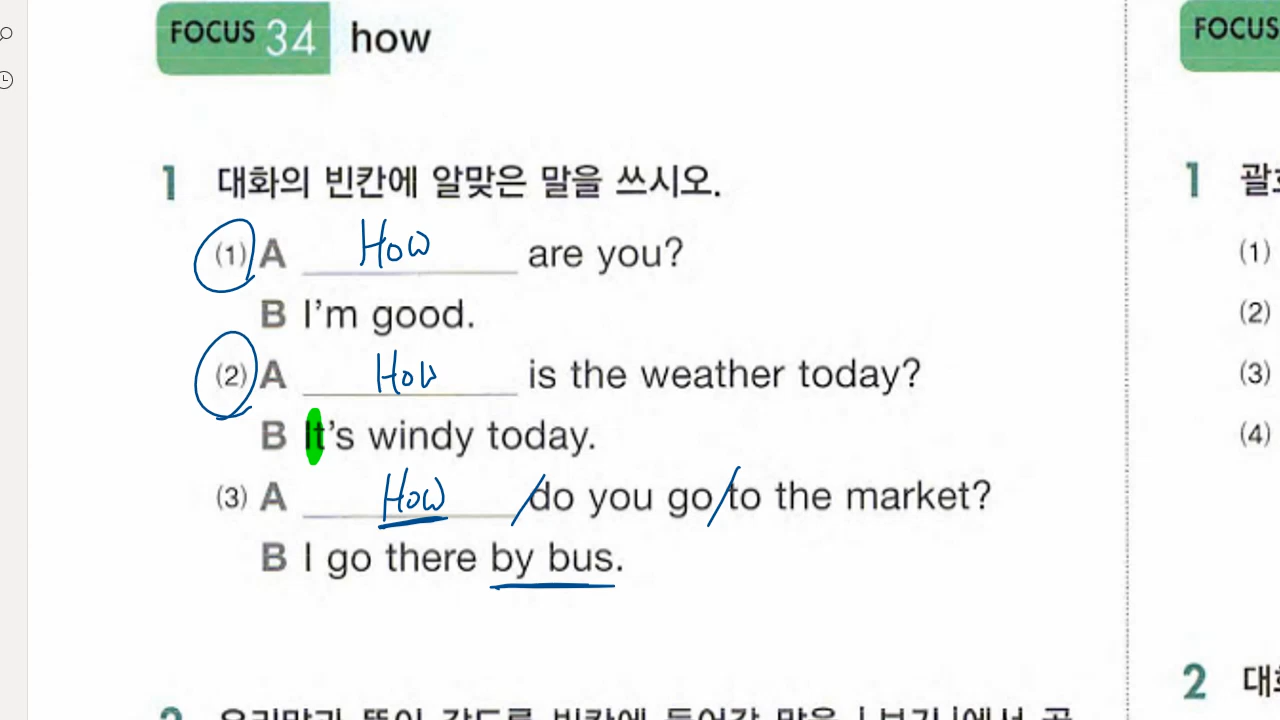 FOCUS 34 how
1 대화의 빈칸에 알맞은 말을 쓰시오.
(1) A How are you?
B I'm good.
(2) A How is the weather today?
B It's windy today.
(3) A How do you go to the market?
B I go there by bus.
FOCUS
1
(1)
(2)
(3)
(4)
2